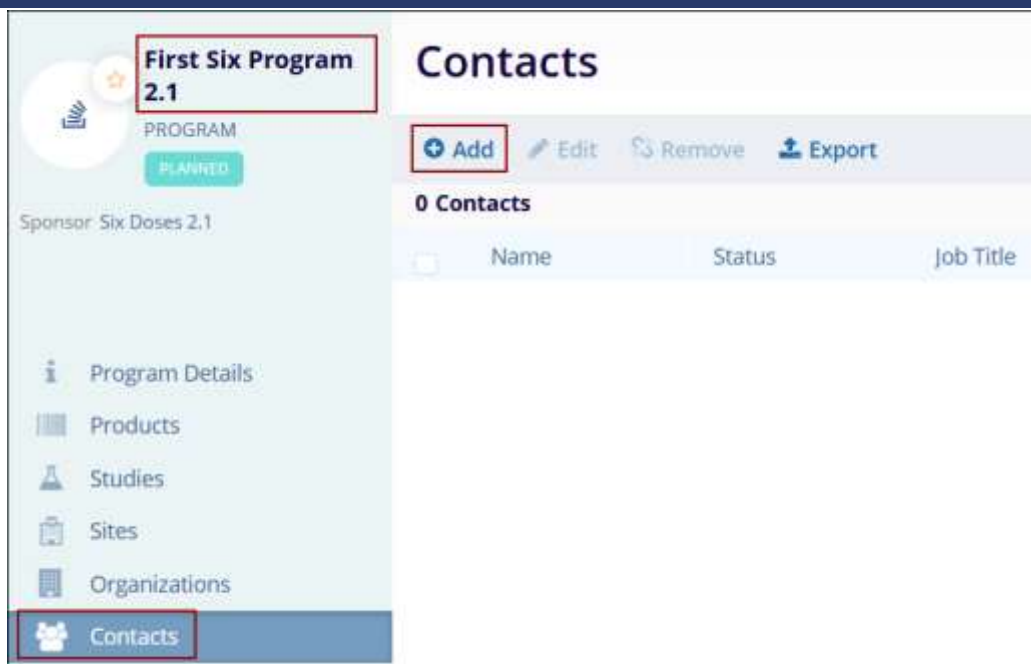 First Six Program
2.1
PROGRAM
PLANNED
Sponsor Six Doses 2.1
Program Details
Products
Studies
Sites
Organizations
Contacts
Contacts
Add Edit Remove Export
0 Contacts
Name Status Job Title